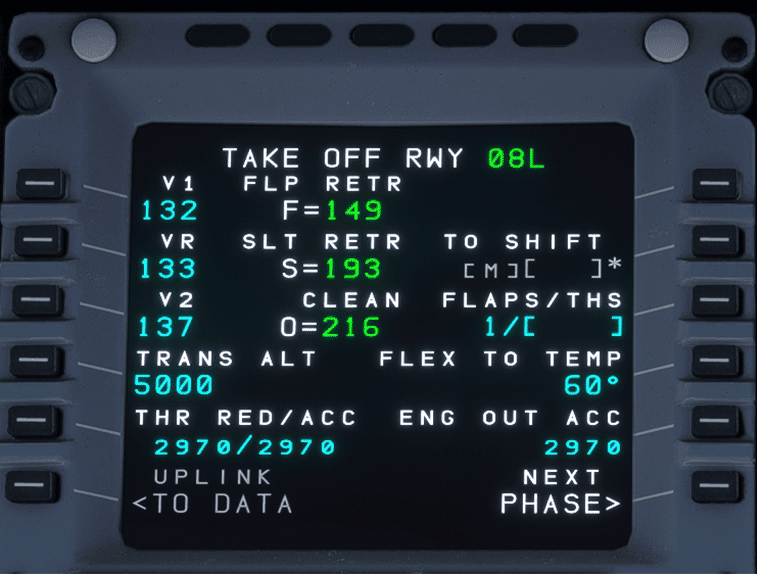 TAKE OFF RWY 08L
V1 FLP RETR
132 F=149
VR SLT RETR TO SHIFT
133 S=193 [M][ ]*
V2 CLEAN FLAPS/THS
137 O=216 1/[ ]
TRANS ALT FLEX TO TEMP
5000 60°
THR RED/ACC ENG OUT ACC
2970/2970 2970
UPLINK NEXT
<TO DATA PHASE>